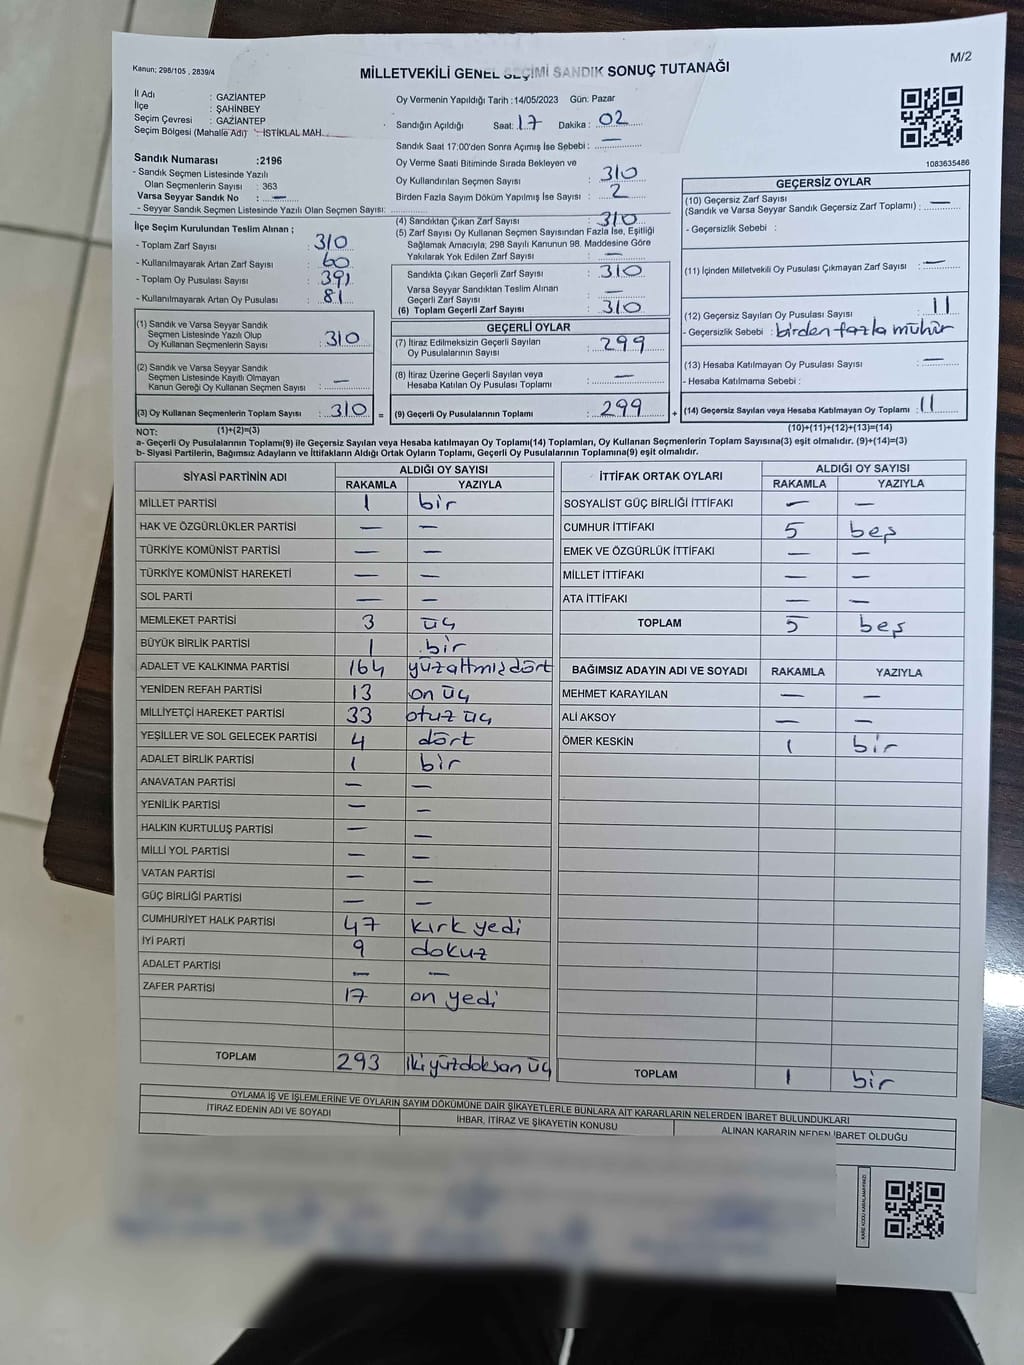 Kanun; 298/105 , 2839/4
MİLLETVEKİLİ GENEL SEÇİMİ SANDIK SONUÇ TUTANAĞI
M/2
İl Adı : GAZİANTEP
İlçe : ŞAHİNBEY
Seçim Çevresi : GAZİANTEP
Seçim Bölgesi (Mahalle Adı) : İSTİKLAL MAH.
Sandık Numarası :2196
- Sandık Seçmen Listesinde Yazılı
Olan Seçmenlerin Sayısı : 363
Varsa Seyyar Sandık No : —
- Seyyar Sandık Seçmen Listesinde Yazılı Olan Seçmen Sayısı:
Oy Vermenin Yapıldığı Tarih :14/05/2023 Gün: Pazar
Sandığın Açıldığı Saat: 17 Dakika : 02
Sandık Saat 17:00'den Sonra Açımış İse Sebebi : —
Oy Verme Saati Bitiminde Sırada Bekleyen ve
Oy Kullandırılan Seçmen Sayısı : 310
Birden Fazla Sayım Döküm Yapılmış İse Sayısı : 2
1083635486
İlçe Seçim Kurulundan Teslim Alınan ;
- Toplam Zarf Sayısı : 310
- Kullanılmayarak Artan Zarf Sayısı : 60
- Toplam Oy Pusulası : 391
- Kullanılmayarak Artan Oy Pusulası : 81
(1) Sandık ve Varsa Seyyar Sandık
Seçmen Listesinde Yazılı Olup
Oy Kullanan Seçmenlerin Sayısı : 310
(2) Sandık ve Varsa Seyyar Sandık
Seçmen Listesinde Kayıtlı Olmayan
Kanun Gereği Oy Kullanan Seçmen Sayısı : —
(3) Oy Kullanan Seçmenlerin Toplam Sayısı : 310 =
(1)+(2)=(3)
(4) Sandıktan Çıkan Zarf Sayısı : 310
(5) Zarf Sayısı Oy Kullanan Seçmen Sayısından Fazla İse, Eşitliği
Sağlamak Amacıyla; 298 Sayılı Kanunun 98. Maddesine Göre
Yakılarak Yok Edilen Zarf Sayısı : —
Sandıkta Çıkan Geçerli Zarf Sayısı : 310
Varsa Seyyar Sandıktan Teslim Alınan
Geçerli Zarf Sayısı : —
(6) Toplam Geçerli Zarf Sayısı : 310
GEÇERLİ OYLAR
(7) İtiraz Edilmeksizin Geçerli Sayılan
Oy Pusulalarının Sayısı : 299
(8) İtiraz Üzerine Geçerli Sayılan veya
Hesaba Katılan Oy Pusulası Toplamı : —
(9) Geçerli Oy Pusulalarının Toplamı : 299 +
GEÇERSİZ OYLAR
(10) Geçersiz Zarf Sayısı
(Sandık ve Varsa Seyyar Sandık Geçersiz Zarf Toplamı) : —
- Geçersizlik Sebebi :
(11) İçinden Milletvekili Oy Pusulası Çıkmayan Zarf Sayısı : —
(12) Geçersiz Sayılan Oy Pusulası Sayısı : 11
- Geçersizlik Sebebi : birden fazla mühür
(13) Hesaba Katılmayan Oy Pusulası Sayısı : —
- Hesaba Katılmama Sebebi :
(14) Geçersiz Sayılan veya Hesaba Katılmayan Oy Toplamı : 11
(10)+(11)+(12)+(13)=(14)
NOT:
a- Geçerli Oy Pusulalarının Toplamı(9) ile Geçersiz Sayılan veya Hesaba katılmayan Oy Toplamı(14) Toplamları, Oy Kullanan Seçmenlerin Toplam Sayısına(3) eşit olmalıdır. (9)+(14)=(3)
b- Siyasi Partilerin, Bağımsız Adayların ve İttifakların Aldığı Ortak Oyların Toplamı, Geçerli Oy Pusulalarının Toplamına(9) eşit olmalıdır.
SİYASİ PARTİNİN ADI ALDIĞI OY SAYISI
RAKAMLA YAZIYLA
MİLLET PARTİSİ 1 bir
HAK VE ÖZGÜRLÜKLER PARTİSİ — —
TÜRKİYE KOMÜNİST PARTİSİ — —
TÜRKİYE KOMÜNİST HAREKETİ — —
SOL PARTİ — —
MEMLEKET PARTİSİ 3 üç
BÜYÜK BİRLİK PARTİSİ 1 bir
ADALET VE KALKINMA PARTİSİ 164 yüzaltmışdört
YENİDEN REFAH PARTİSİ 13 on üç
MİLLİYETÇİ HAREKET PARTİSİ 33 otuz üç
YEŞİLLER VE SOL GELECEK PARTİSİ 4 dört
ADALET BİRLİK PARTİSİ 1 bir
ANAVATAN PARTİSİ — —
YENİLİK PARTİSİ — —
HALKIN KURTULUŞ PARTİSİ — —
MİLLİ YOL PARTİSİ — —
VATAN PARTİSİ — —
GÜÇ BİRLİĞİ PARTİSİ — —
CUMHURİYET HALK PARTİSİ 47 kırk yedi
İYİ PARTİ 9 dokuz
ADALET PARTİSİ — —
ZAFER PARTİSİ 17 on yedi
TOPLAM 293 ikiyüzdoksan üç
İTTİFAK ORTAK OYLARI ALDIĞI OY SAYISI
RAKAMLA YAZIYLA
SOSYALİST GÜÇ BİRLİĞİ İTTİFAKI — —
CUMHUR İTTİFAKI 5 beş
EMEK VE ÖZGÜRLÜK İTTİFAKI — —
MİLLET İTTİFAKI — —
ATA İTTİFAKI — —
TOPLAM 5 beş
BAĞIMSIZ ADAYIN ADI VE SOYADI RAKAMLA YAZIYLA
MEHMET KARAYILAN — —
ALİ AKSOY — —
ÖMER KESKİN 1 bir
TOPLAM 1 bir
OYLAMA İŞ VE İŞLEMLERİNE VE OYLARIN SAYIM DÖKÜMÜNE DAİR ŞİKAYETLERLE BUNLARA AİT KARARLARIN NELERDEN İBARET BULUNDUKLARI
İTİRAZ EDENİN ADI VE SOYADI İHBAR, İTİRAZ VE ŞİKAYETİN KONUSU ALINAN KARARIN NEDEN İBARET OLDUĞU